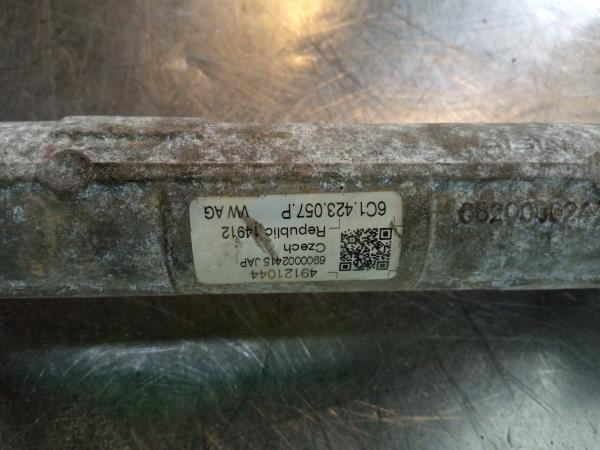 49121044
6900002415 JAP
Czech
Republic 14912
6C1.423.057.P VW AG